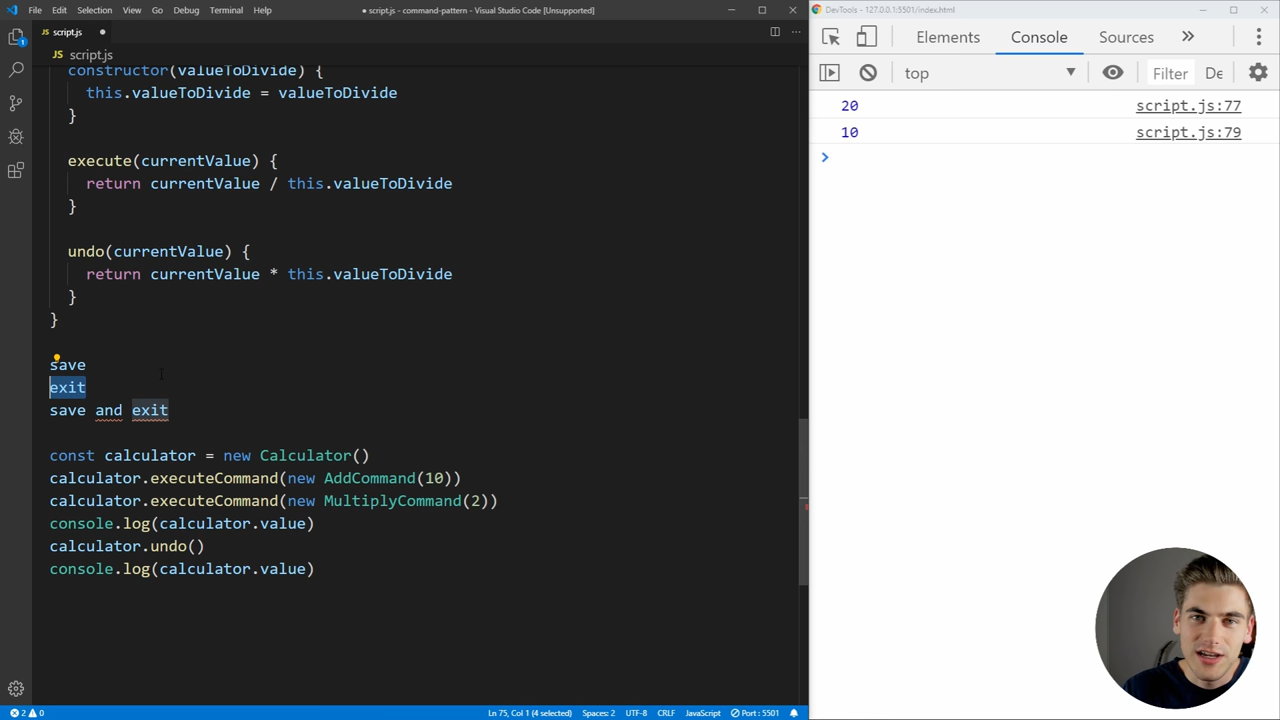 File Edit Selection View Go Debug Terminal Help
● script.js - command-pattern - Visual Studio Code [Unsupported]
JS script.js ●
JS script.js
constructor(valueToDivide) {
this.valueToDivide = valueToDivide
}
execute(currentValue) {
return currentValue / this.valueToDivide
}
undo(currentValue) {
return currentValue * this.valueToDivide
}
}
save
exit
save and exit
const calculator = new Calculator()
calculator.executeCommand(new AddCommand(10))
calculator.executeCommand(new MultiplyCommand(2))
console.log(calculator.value)
calculator.undo()
console.log(calculator.value)
1
2 0 Ln 75, Col 1 (4 selected) Spaces: 2 UTF-8 CRLF JavaScript Port : 5501
DevTools - 127.0.0.1:5501/index.html
Elements Console Sources »
top Filter De
20 script.js:77
10 script.js:79